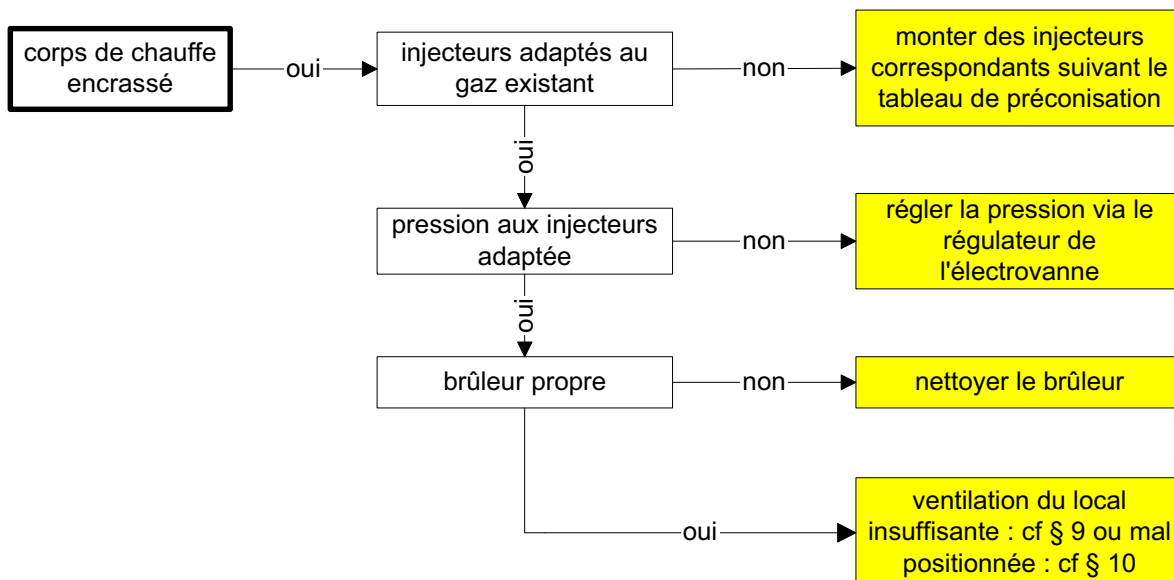 corps de chauffe
encrassé
oui
injecteurs adaptés au
gaz existant
non
monter des injecteurs
correspondants suivant le
tableau de préconisation
oui
pression aux injecteurs
adaptée
non
régler la pression via le
régulateur de
l'électrovanne
oui
brûleur propre
non
nettoyer le brûleur
oui
ventilation du local
insuffisante : cf § 9 ou mal
positionnée : cf § 10